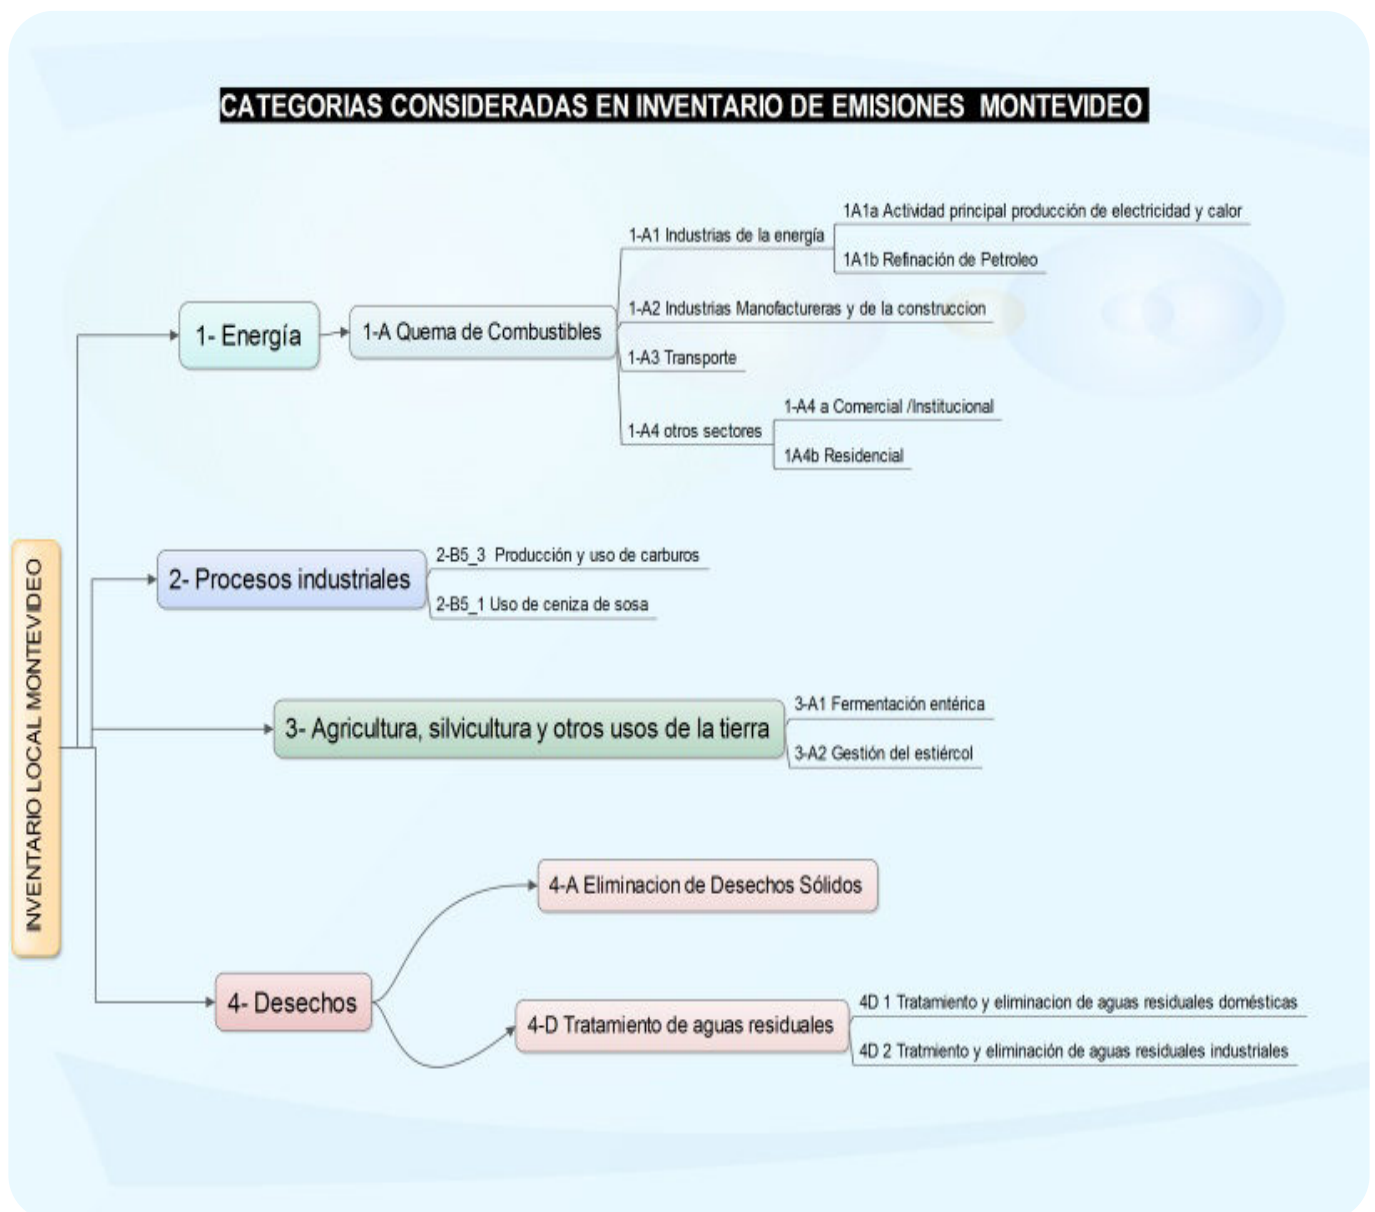 CATEGORIAS CONSIDERADAS EN INVENTARIO DE EMISIONES MONTEVIDEO
INVENTARIO LOCAL MONTEVIDEO
1- Energía
1-A Quema de Combustibles
1-A1 Industrias de la energía
1A1a Actividad principal producción de electricidad y calor
1A1b Refinación de Petroleo
1-A2 Industrias Manofactureras y de la construccion
1-A3 Transporte
1-A4 otros sectores
1-A4 a Comercial /Institucional
1A4b Residencial
2- Procesos industriales
2-B5_3 Producción y uso de carburos
2-B5_1 Uso de ceniza de sosa
3- Agricultura, silvicultura y otros usos de la tierra
3-A1 Fermentación entérica
3-A2 Gestión del estiércol
4- Desechos
4-A Eliminacion de Desechos Sólidos
4-D Tratamiento de aguas residuales
4D 1 Tratamiento y eliminacion de aguas residuales domésticas
4D 2 Tratmiento y eliminación de aguas residuales industriales